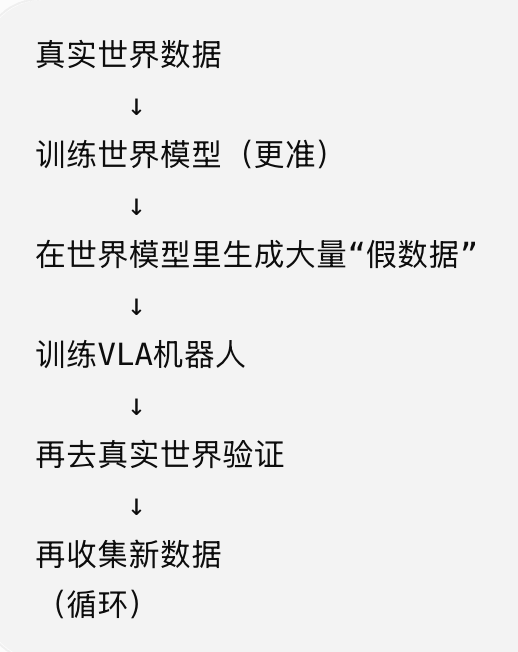 真实世界数据
↓
训练世界模型（更准）
↓
在世界模型里生成大量“假数据”
↓
训练VLA机器人
↓
再去真实世界验证
↓
再收集新数据
（循环）